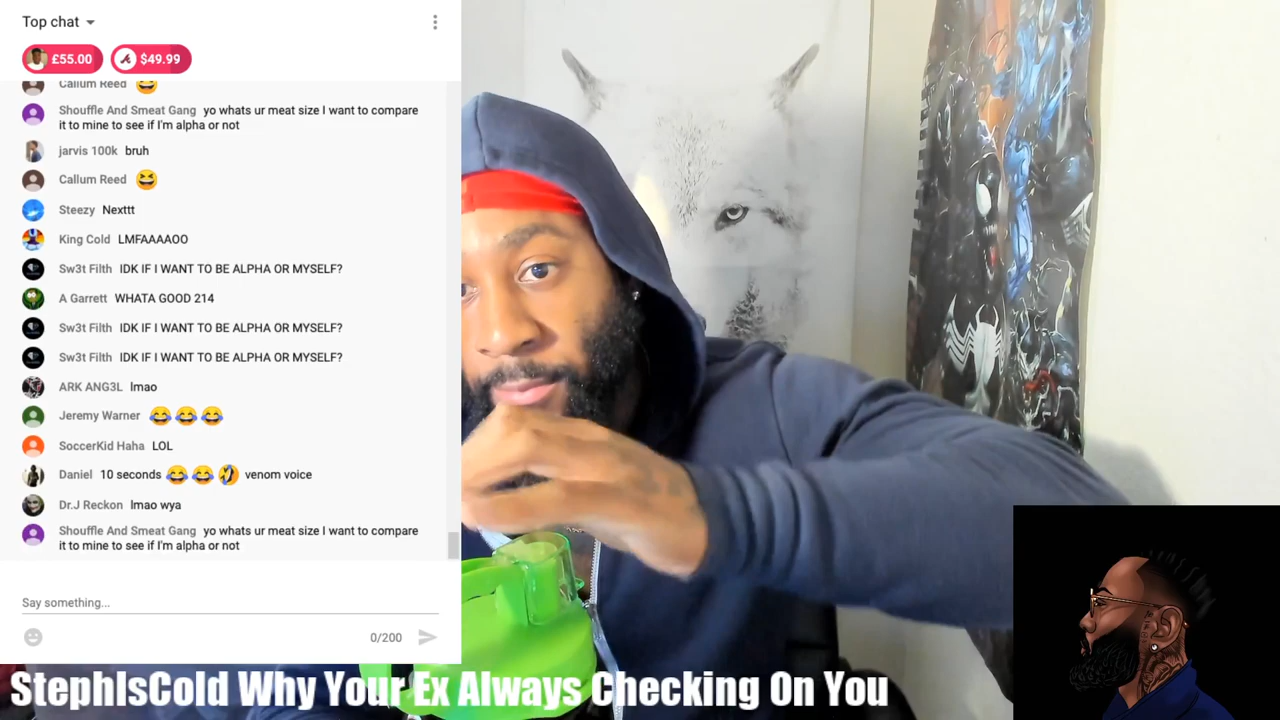 Top chat
£55.00 $49.99
Callum Reed
Shouffle And Smeat Gang yo whats ur meat size I want to compare
it to mine to see if I'm alpha or not
jarvis 100k bruh
Callum Reed
Steezy Nexttt
King Cold LMFAAAAOO
Sw3t Filth IDK IF I WANT TO BE ALPHA OR MYSELF?
A Garrett WHATA GOOD 214
Sw3t Filth IDK IF I WANT TO BE ALPHA OR MYSELF?
Sw3t Filth IDK IF I WANT TO BE ALPHA OR MYSELF?
ARK ANG3L lmao
Jeremy Warner 😂😂😂
SoccerKid Haha LOL
Daniel 10 seconds 😂😂🤣 venom voice
Dr.J Reckon lmao wya
Shouffle And Smeat Gang yo whats ur meat size I want to compare
it to mine to see if I'm alpha or not
Say something...
0/200
StephIsCold Why Your Ex Always Checking On You